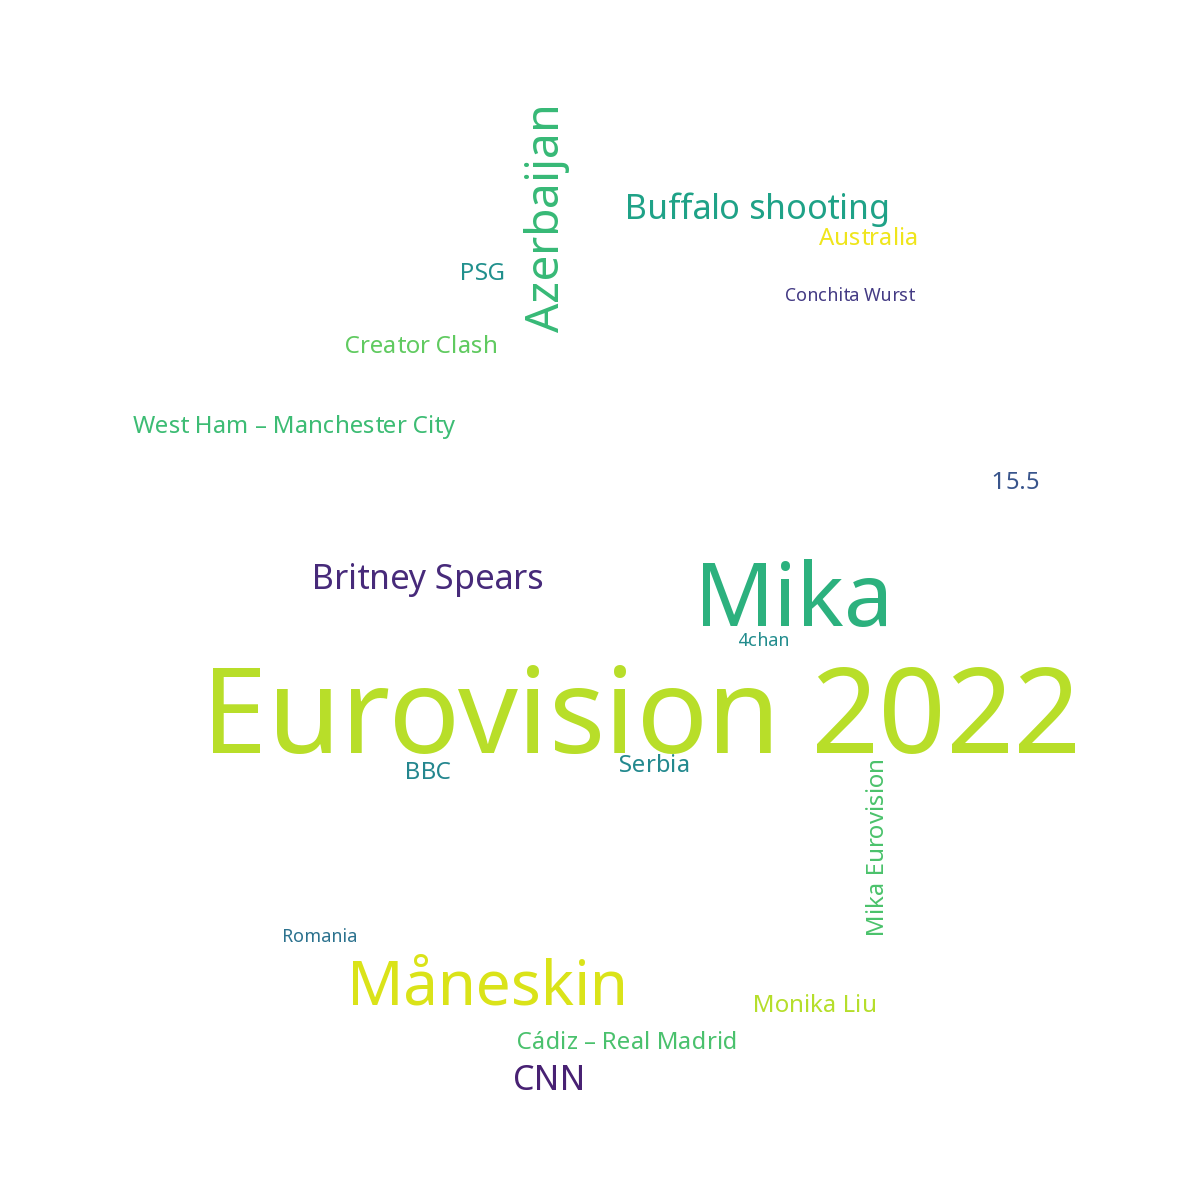 Azerbaijan
Buffalo shooting
Australia
PSG
Conchita Wurst
Creator Clash
West Ham – Manchester City
15.5
Britney Spears
Mika
4chan
Eurovision 2022
BBC
Serbia
Mika Eurovision
Romania
Måneskin
Monika Liu
Cádiz – Real Madrid
CNN